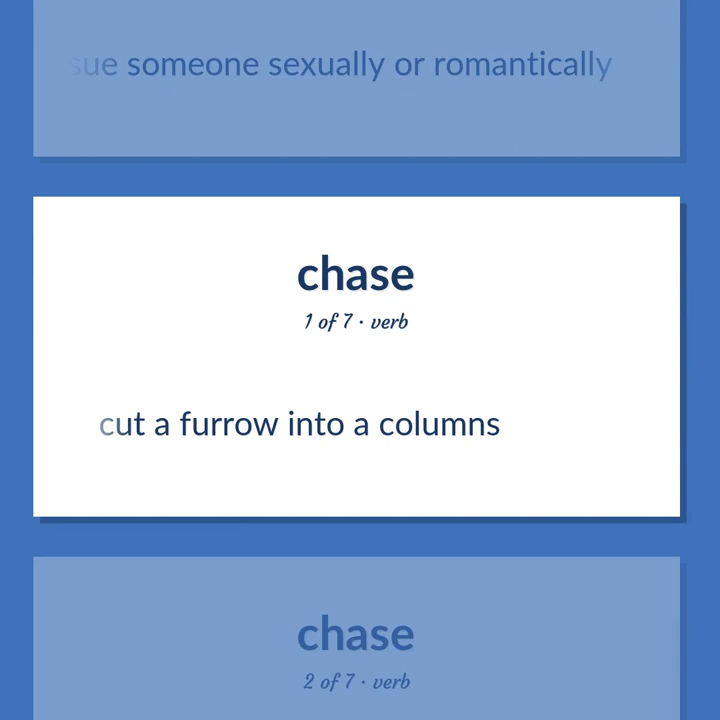 sue someone sexually or romantically
chase
1 of 7 · verb
cut a furrow into a columns
chase
2 of 7 · verb